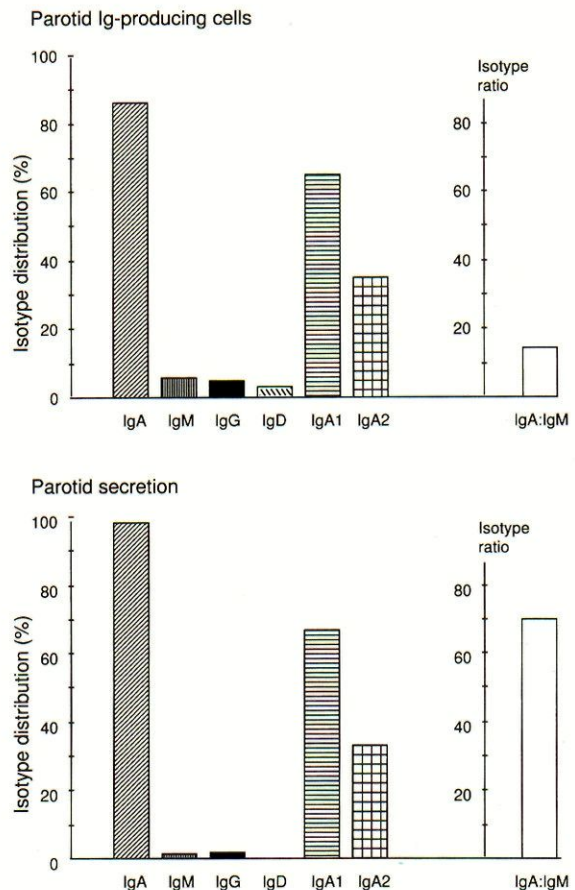 Parotid Ig-producing cells
Isotype distribution (%)
100
80
60
40
20
0
IgA IgM IgG IgD IgA1 IgA2
Isotype
ratio
80
60
40
20
IgA:IgM
Parotid secretion
Isotype distribution (%)
100
80
60
40
20
0
IgA IgM IgG IgD IgA1 IgA2
Isotype
ratio
80
60
40
20
IgA:IgM